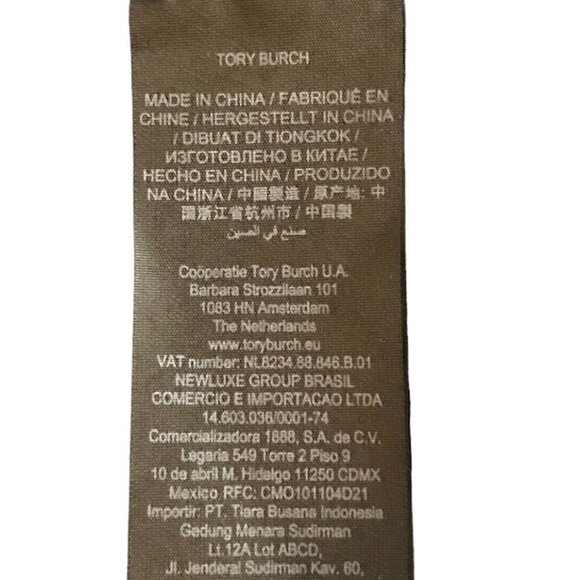 TORY BURCH
MADE IN CHINA / FABRIQUÉ EN
CHINE / HERGESTELLT IN CHINA
/ DIBUAT DI TIONGKOK /
ИЗГОТОВЛЕНО В КИТАЕ /
HECHO EN CHINA / PRODUZIDO
NA CHINA / 中國製造 / 原产地: 中
国浙江省杭州市 / 中國製
صنع في الصين
Coöperatie Tory Burch U.A.
Barbara Strozzilaan 101
1083 HN Amsterdam
The Netherlands
www.toryburch.eu
VAT number: NL8234.88.846.B.01
NEWLUXE GROUP BRASIL
COMERCIO E IMPORTACAO LTDA
14.603.036/0001-74
Comercializadora 1888, S.A. de C.V.
Legaria 549 Torre 2 Piso 9
10 de abril M. Hidalgo 11250 CDMX
Mexico RFC: CMO101104D21
Importir: PT. Tiara Busana Indonesia
Gedung Menara Sudirman
Lt.12A Lot ABCD,
Jl. Jenderal Sudirman Kav. 60,